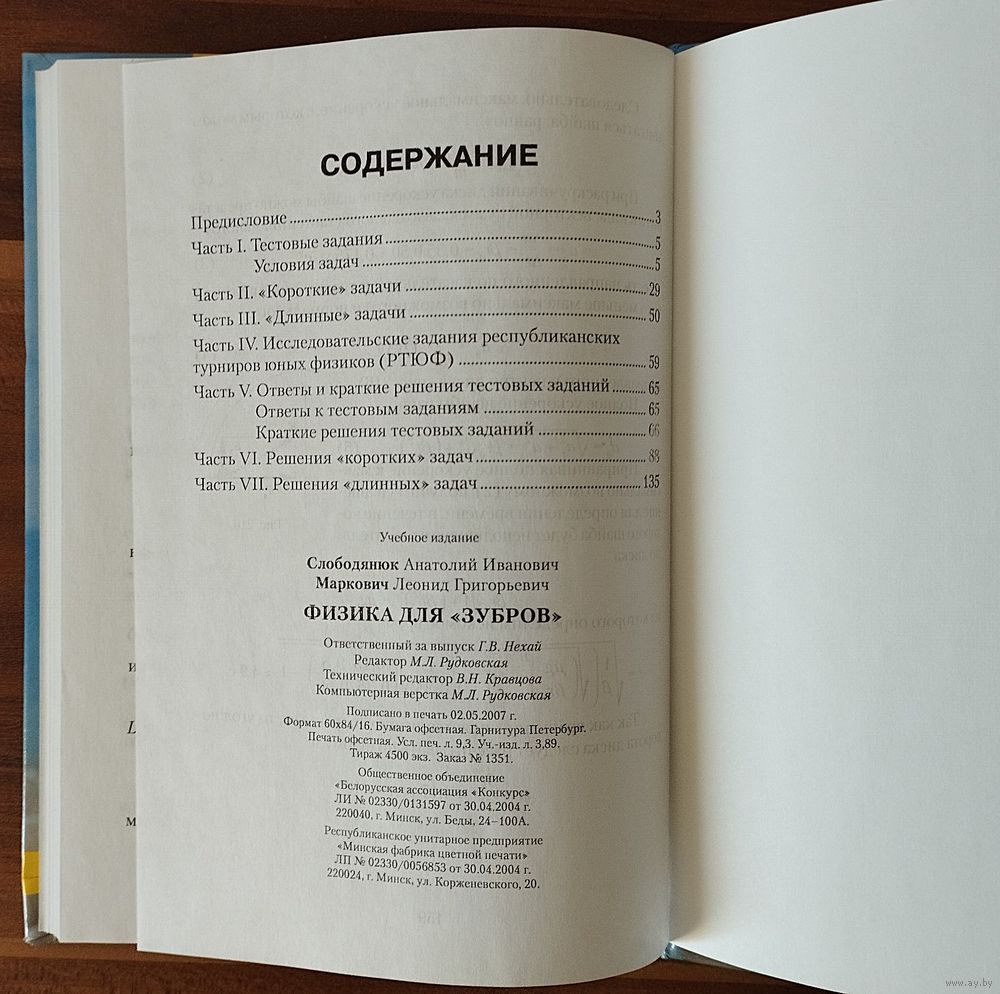 СОДЕРЖАНИЕ
Предисловие 3
Часть I. Тестовые задания 5
Условия задач 5
Часть II. «Короткие» задачи 29
Часть III. «Длинные» задачи 50
Часть IV. Исследовательские задания республиканских
турниров юных физиков (РТЮФ) 59
Часть V. Ответы и краткие решения тестовых заданий 65
Ответы к тестовым заданиям 65
Краткие решения тестовых заданий 66
Часть VI. Решения «коротких» задач 88
Часть VII. Решения «длинных» задач 135
Учебное издание
Слободянюк Анатолий Иванович
Маркович Леонид Григорьевич
ФИЗИКА ДЛЯ «ЗУБРОВ»
Ответственный за выпуск Г.В. Нехай
Редактор М.Л. Рудковская
Технический редактор В.Н. Кравцова
Компьютерная верстка М.Л. Рудковская
Подписано в печать 02.05.2007 г.
Формат 60х84/16. Бумага офсетная. Гарнитура Петербург.
Печать офсетная. Усл. печ. л. 9,3. Уч.-изд. л. 3,89.
Тираж 4500 экз. Заказ № 1351.
Общественное объединение
«Белорусская ассоциация «Конкурс»
ЛИ № 02330/0131597 от 30.04.2004 г.
220040, г. Минск, ул. Беды, 24–100А.
Республиканское унитарное предприятие
«Минская фабрика цветной печати»
ЛП № 02330/0056853 от 30.04.2004 г.
220024, г. Минск, ул. Корженевского, 20.
www.ay.by